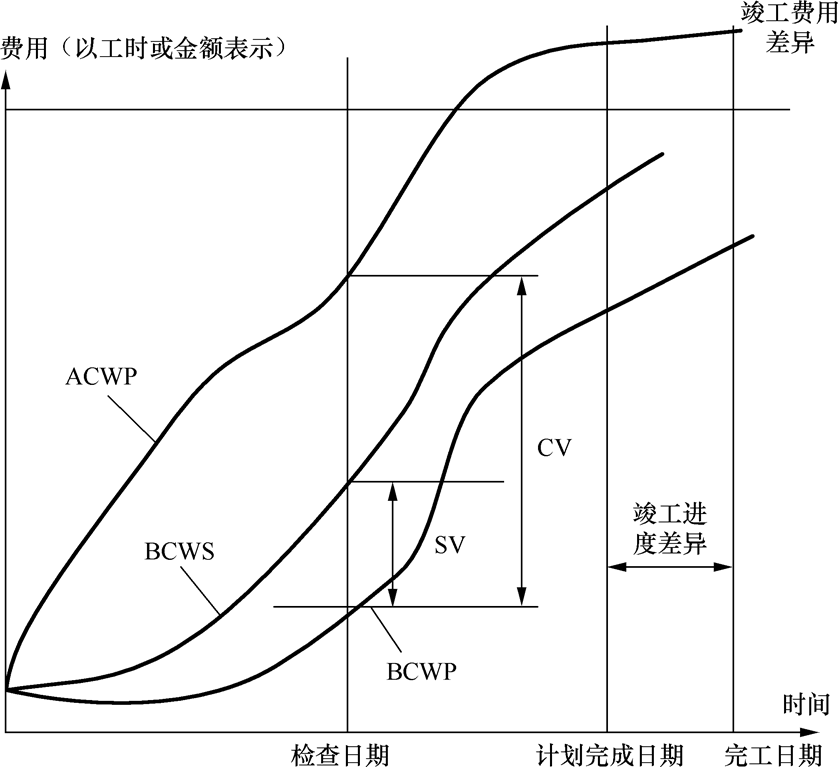 竣工费用
差异
费用（以工时或金额表示）
ACWP
CV
竣工进
度差异
SV
BCWS
BCWP
时间
检查日期
计划完成日期
完工日期